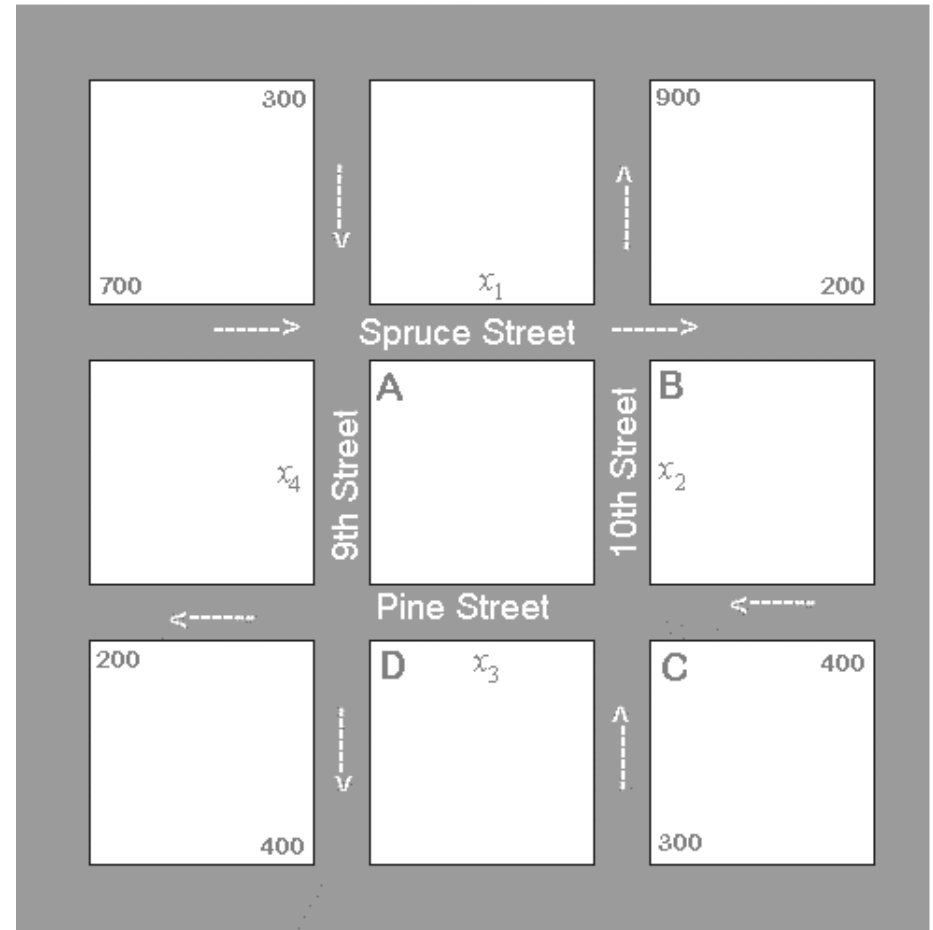 300
900
700
x1
200
Spruce Street
A
B
x4
9th Street
10th Street
x2
Pine Street
200
D
x3
C
400
400
300